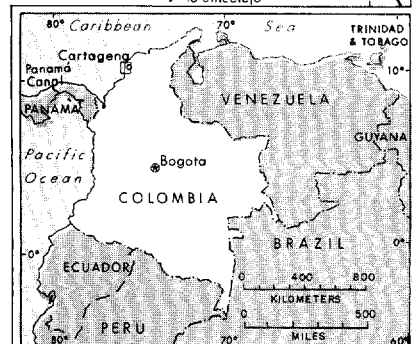 80° Caribbean 70° Sea
TRINIDAD
& TOBAGO
Cartagena
10°
Panamá
Canal
VENEZUELA
PANAMA
GUYANA
Pacific
Ocean
Bogota
COLOMBIA
BRAZIL
0°
0°
ECUADOR
0 400 800
KILOMETERS
0 500
MILES
PERU
80° 70° 60°